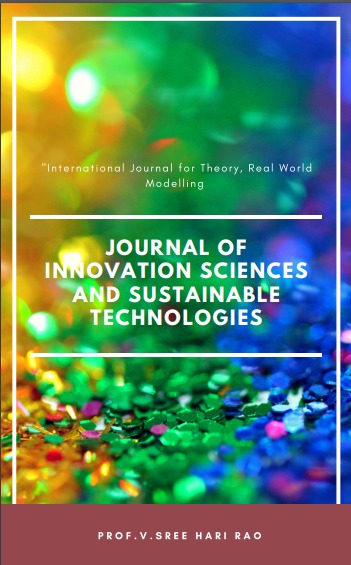 "International Journal for Theory, Real World
Modelling
JOURNAL OF
INNOVATION SCIENCES
AND SUSTAINABLE
TECHNOLOGIES
PROF.V.SREE HARI RAO